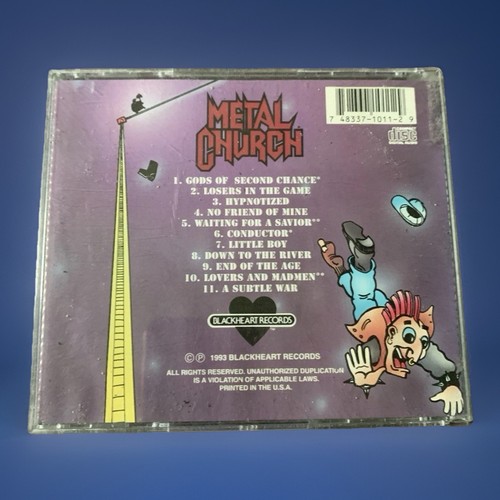 METAL
CHURCH
7 48337-1011-2 9
disc
1. GODS OF SECOND CHANCE*
2. LOSERS IN THE GAME
3. HYPNOTIZED
4. NO FRIEND OF MINE
5. WAITING FOR A SAVIOR**
6. CONDUCTOR*
7. LITTLE BOY
8. DOWN TO THE RIVER
9. END OF THE AGE
10. LOVERS AND MADMEN**
11. A SUBTLE WAR
BLACKHEART RECORDS
© ℗ 1993 BLACKHEART RECORDS
ALL RIGHTS RESERVED. UNAUTHORIZED DUPLICATION
IS A VIOLATION OF APPLICABLE LAWS.
PRINTED IN THE U.S.A.